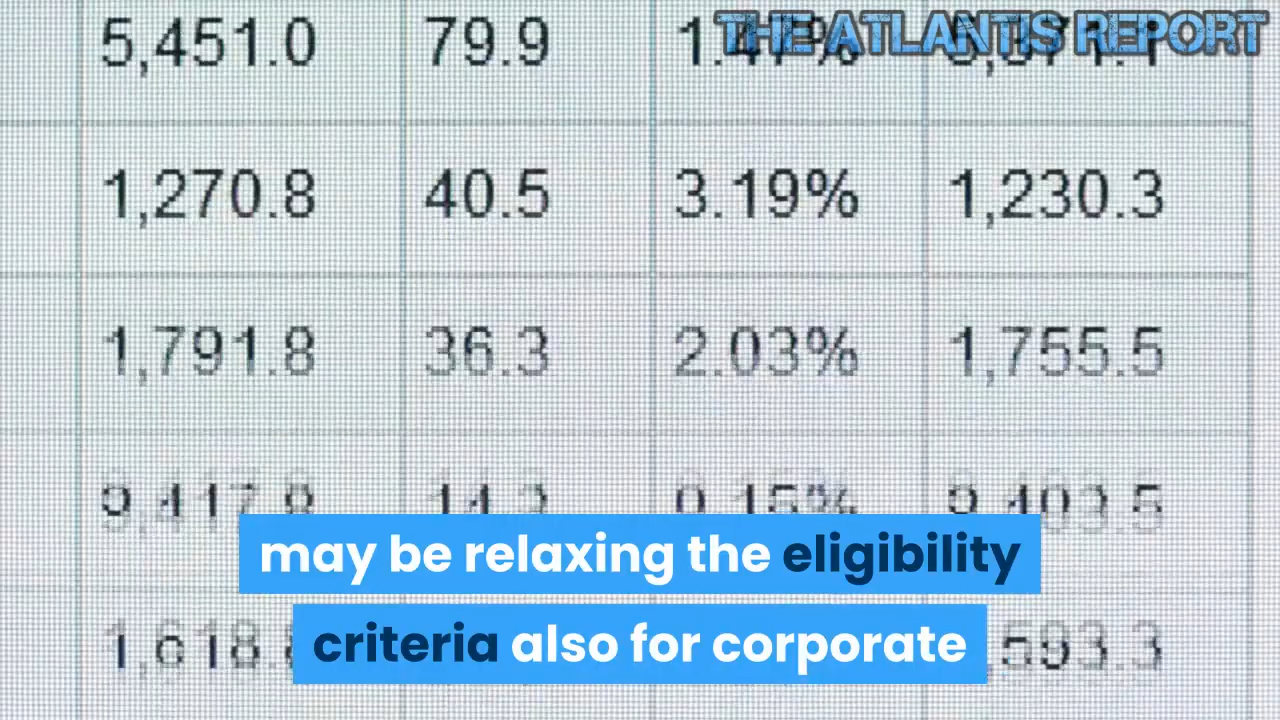 THE ATLANTIS REPORT
5,451.0 79.9
1,270.8 40.5 3.19% 1,230.3
1,791.8 36.3 2.03% 1,755.5
may be relaxing the eligibility
criteria also for corporate